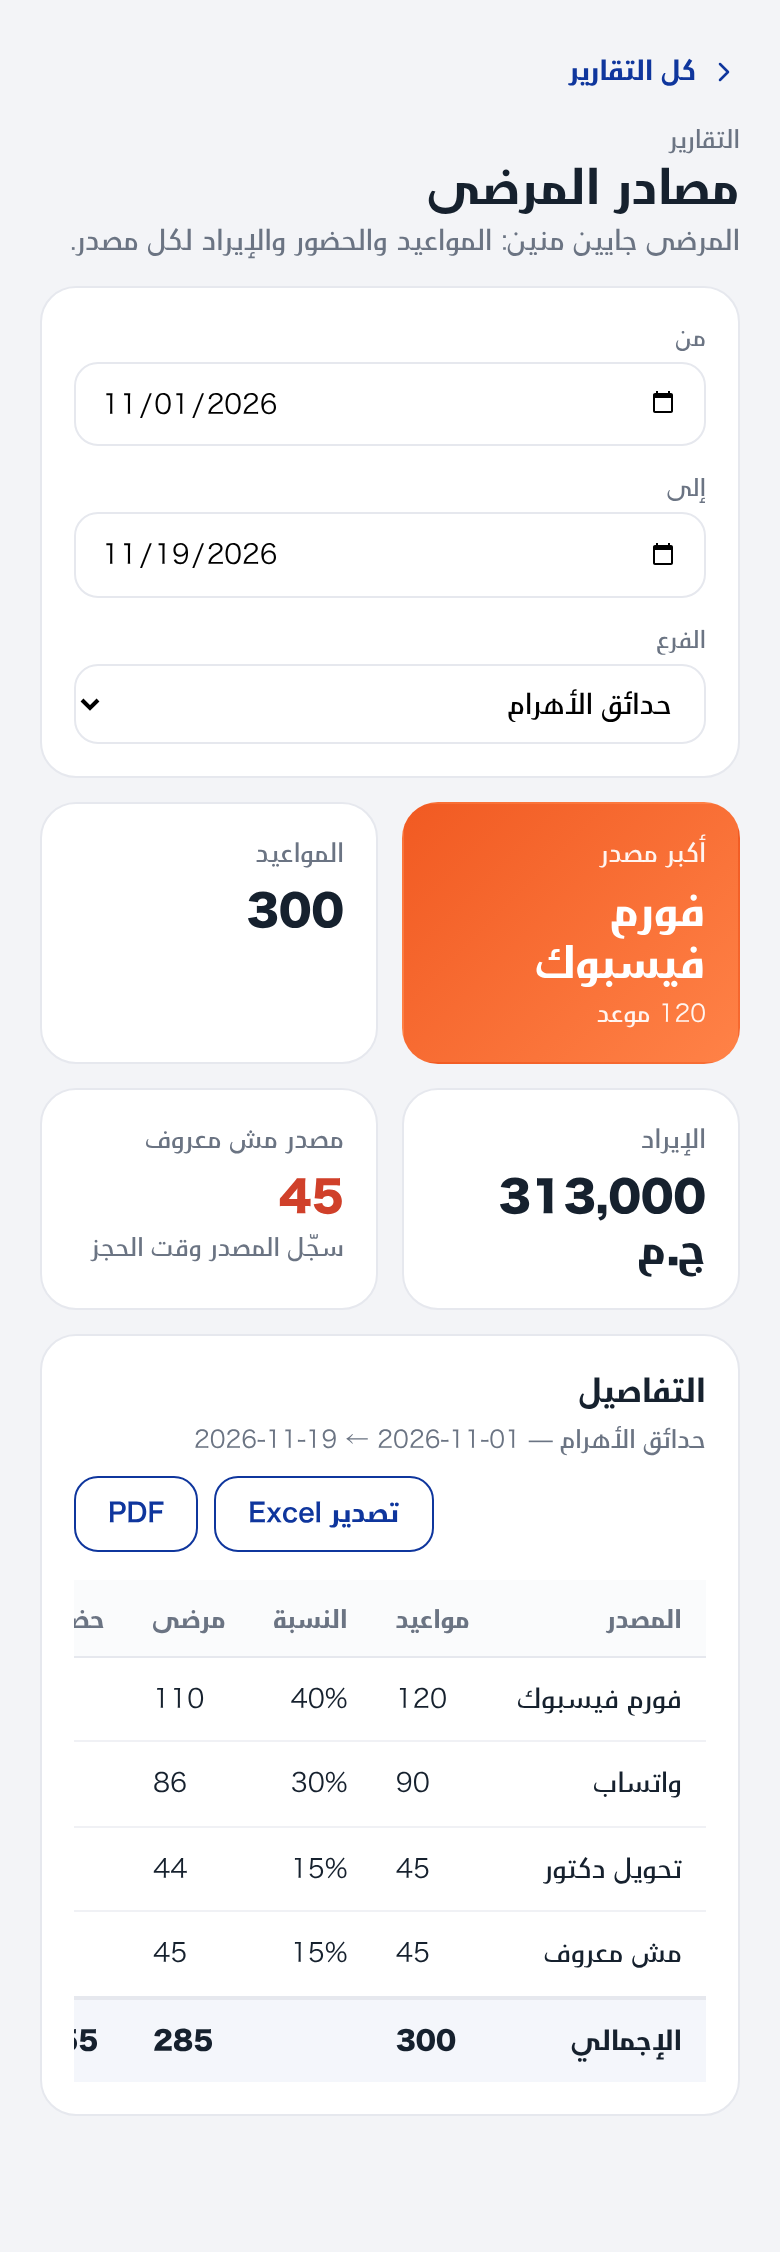 كل التقارير
التقارير
مصادر المرضى
المرضى جايين منين: المواعيد والحضور والإيراد لكل مصدر.
من
11/01/2026
إلى
11/19/2026
الفرع
حدائق الأهرام
أكبر مصدر
فورم
فيسبوك
120 موعد
المواعيد
300
الإيراد
313,000
ج.م
مصدر مش معروف
45
سجّل المصدر وقت الحجز
التفاصيل
حدائق الأهرام — 2026-11-01 ← 2026-11-19
تصدير Excel
PDF
المصدر مواعيد النسبة مرضى
فورم فيسبوك 120 40% 110
واتساب 90 30% 86
تحويل دكتور 45 15% 44
مش معروف 45 15% 45
الإجمالي 300 285